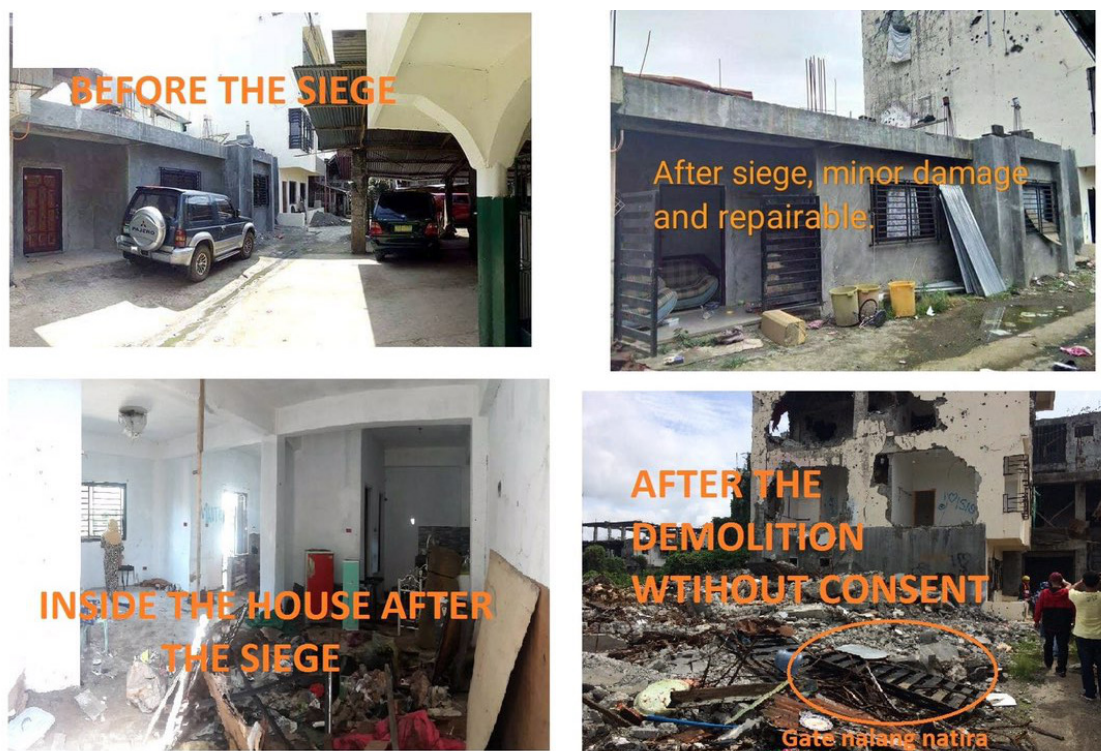 BEFORE THE SIEGE
PAJERO
After siege, minor damage
and repairable.
INSIDE THE HOUSE AFTER
THE SIEGE
AFTER THE
DEMOLITION
WTIHOUT CONSENT
Gate nalang natira